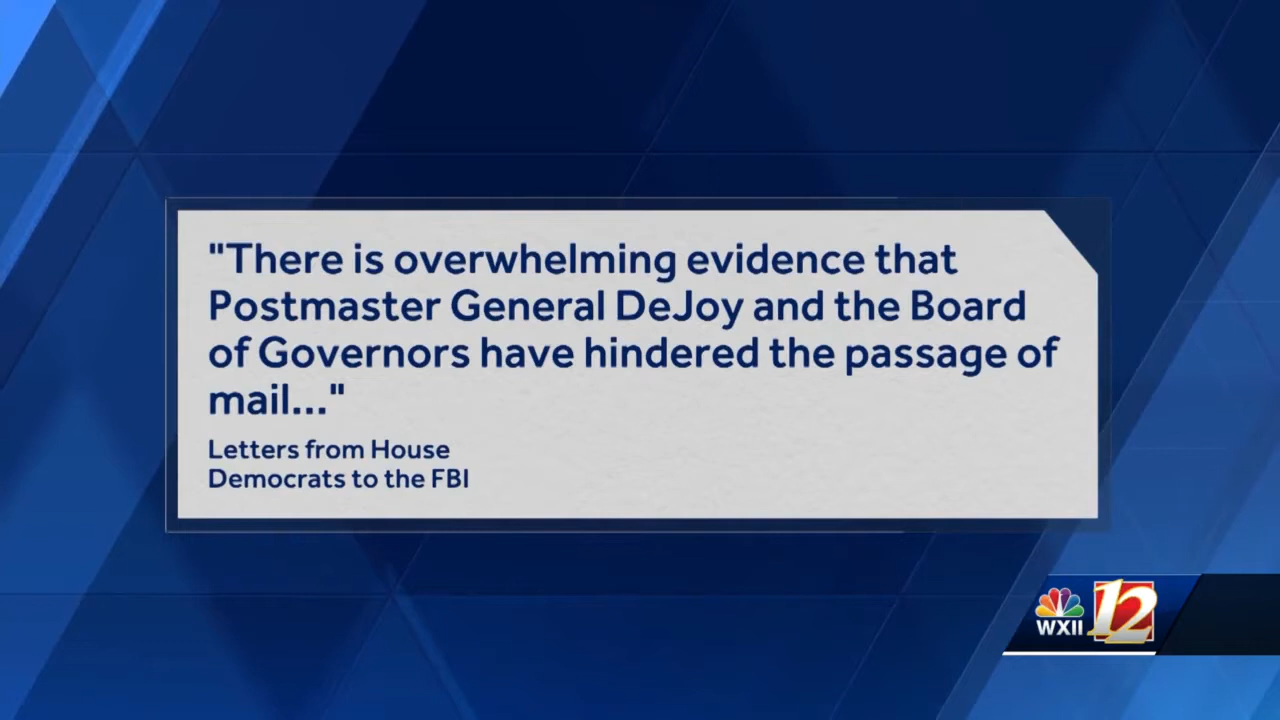 "There is overwhelming evidence that
Postmaster General DeJoy and the Board
of Governors have hindered the passage of
mail..."
Letters from House
Democrats to the FBI
WXII 12